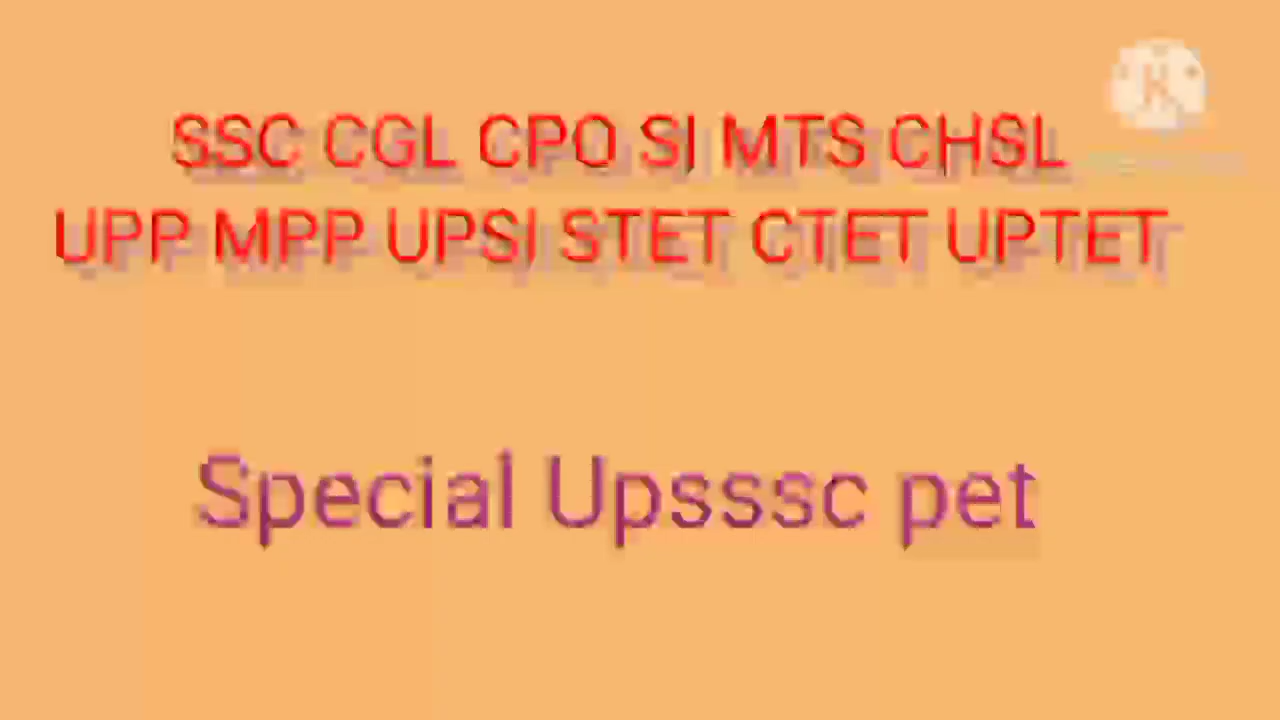 SSC CGL CPO SI MTS CHSL
UPP MPP UPSI STET CTET UPTET
Special Upsssc pet